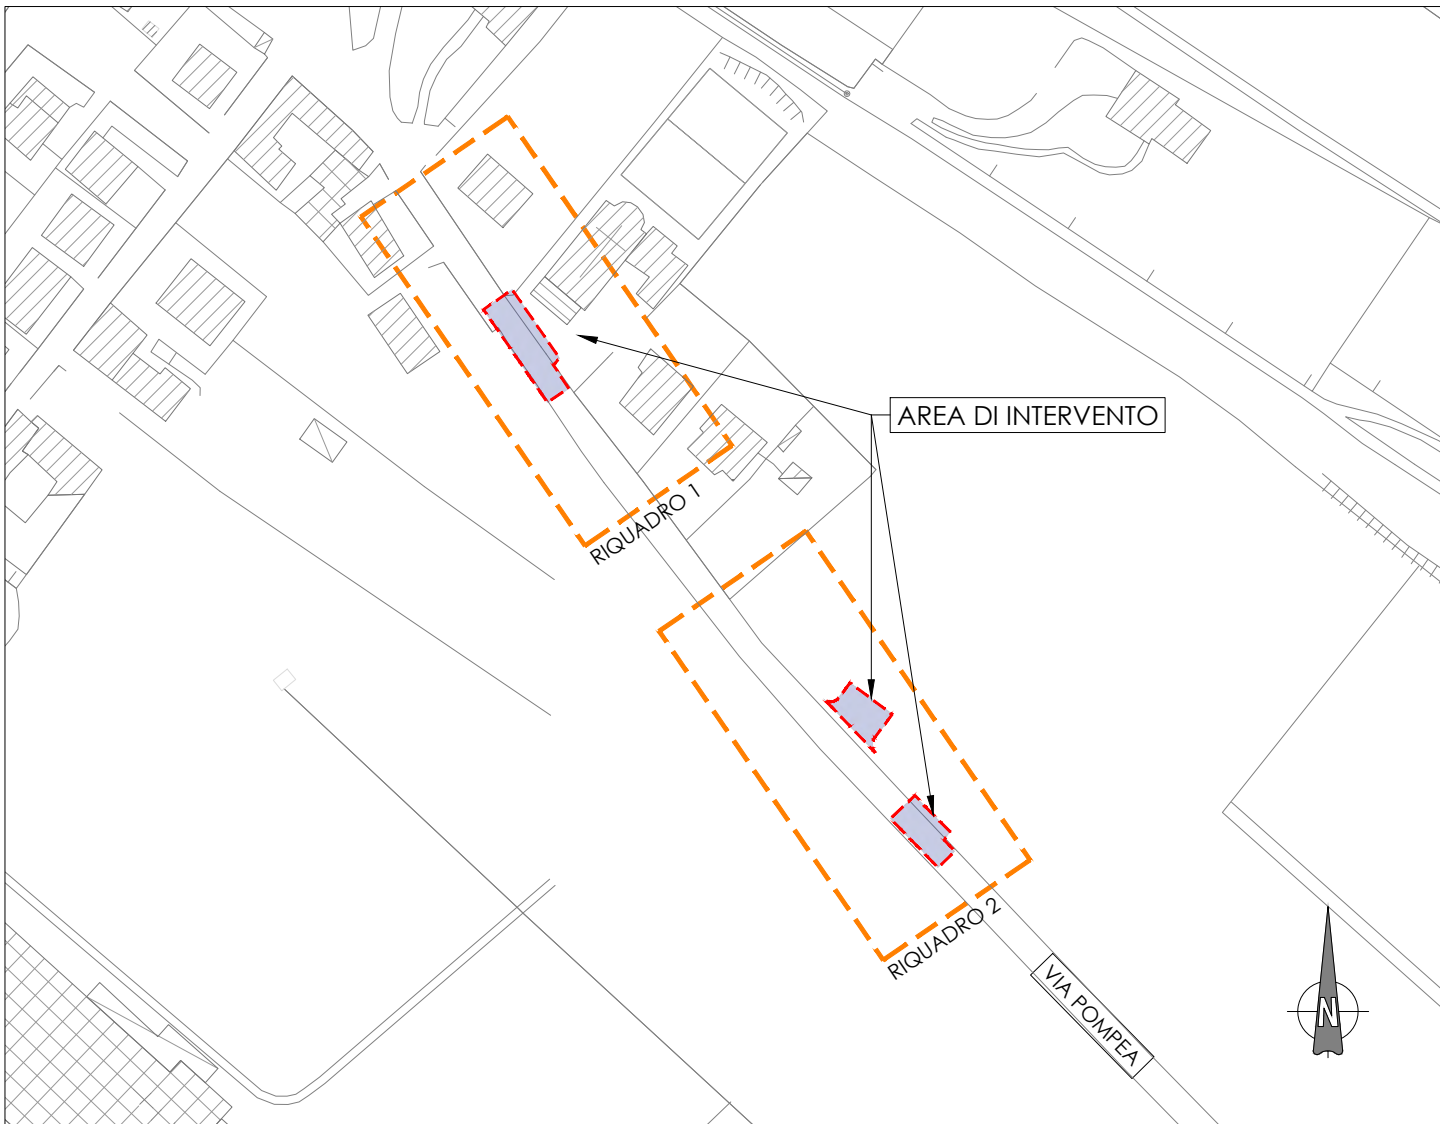 AREA DI INTERVENTO
RIQUADRO 1
RIQUADRO 2
VIA POMPEA
N